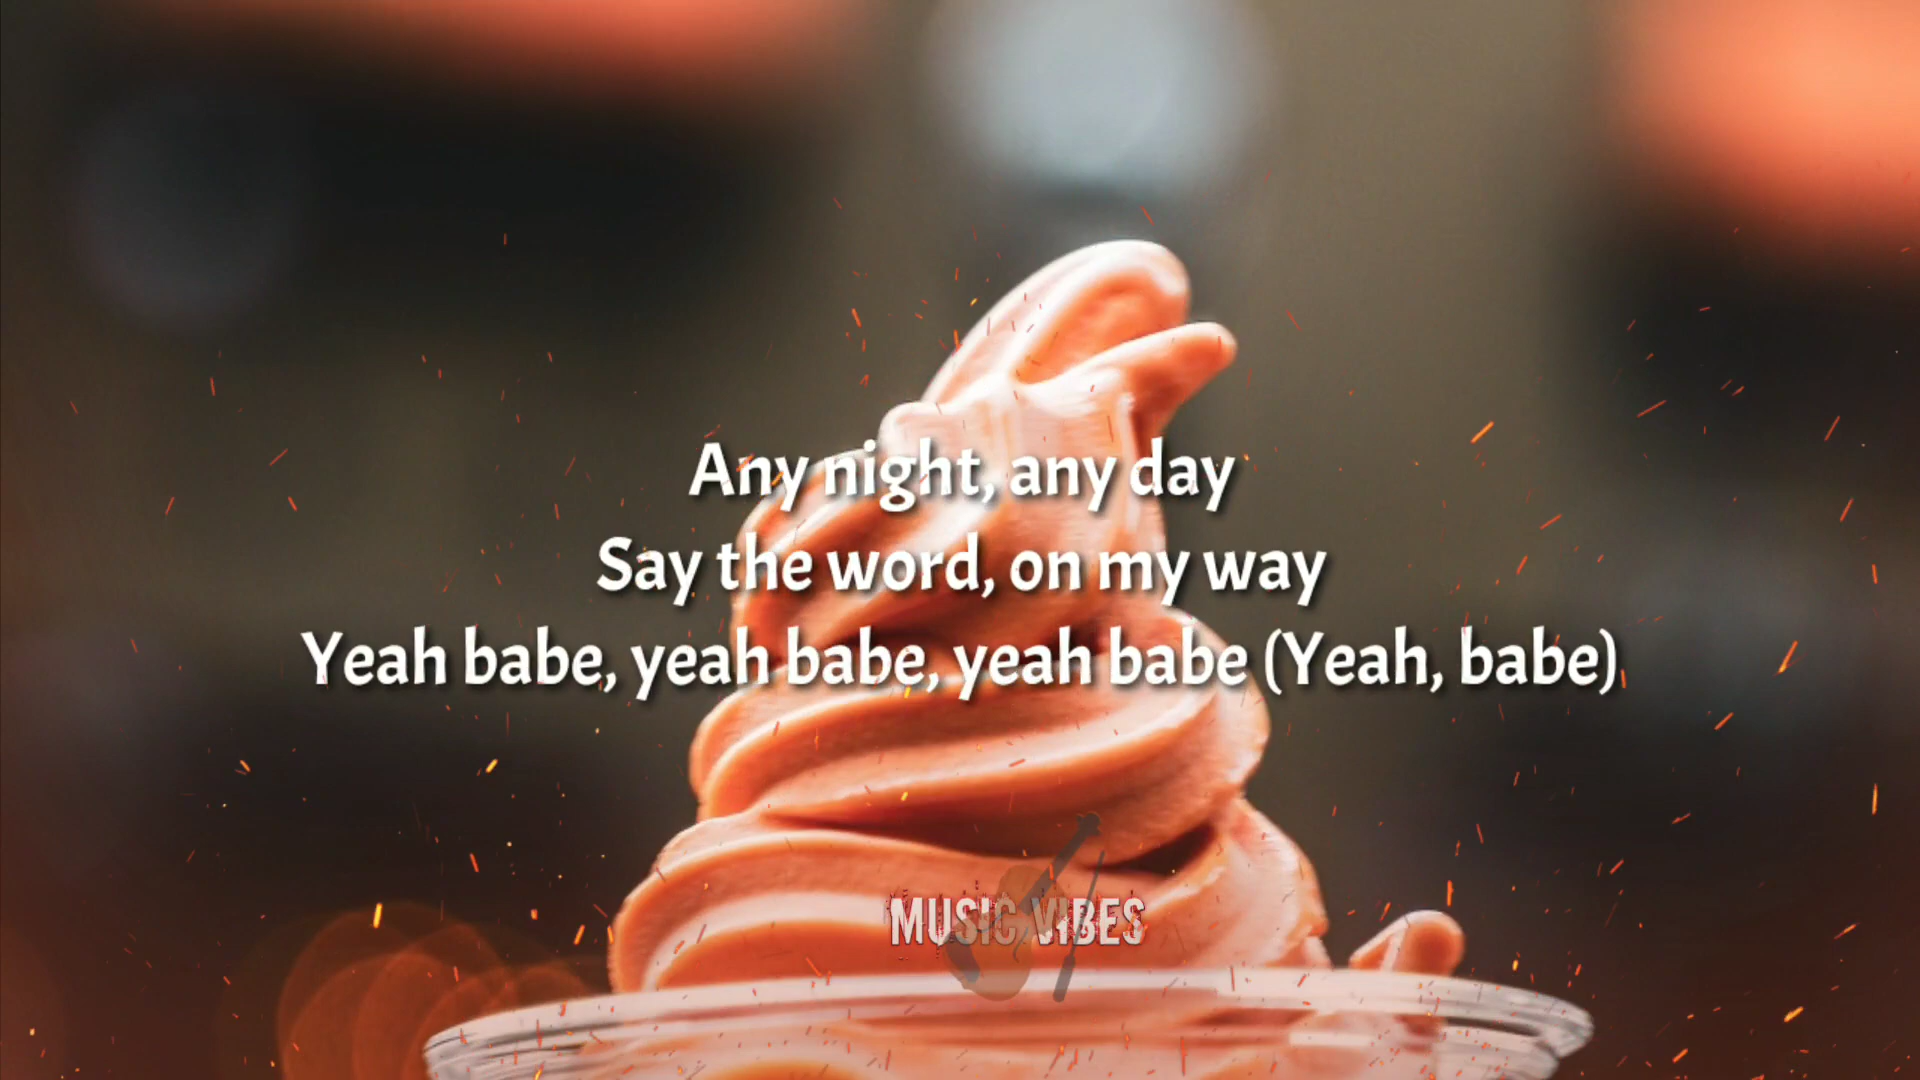 Any night, any day
Say the word, on my way
Yeah babe, yeah babe, yeah babe (Yeah, babe)
MUSIC VIBES